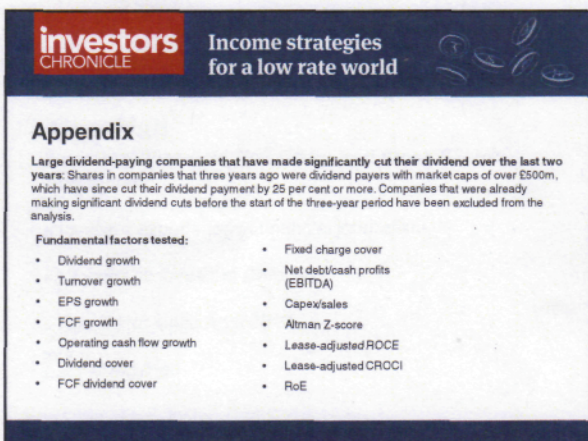 investors
CHRONICLE
Income strategies
for a low rate world
Appendix
Large dividend-paying companies that have made significantly cut their dividend over the last two
years: Shares in companies that three years ago were dividend payers with market caps of over £500m,
which have since cut their dividend payment by 25 per cent or more. Companies that were already
making significant dividend cuts before the start of the three-year period have been excluded from the
analysis.
Fundamental factors tested:
• Dividend growth
• Turnover growth
• EPS growth
• FCF growth
• Operating cash flow growth
• Dividend cover
• FCF dividend cover
• Fixed charge cover
• Net debt/cash profits
(EBITDA)
• Capex/sales
• Altman Z-score
• Lease-adjusted ROCE
• Lease-adjusted CROCI
• RoE